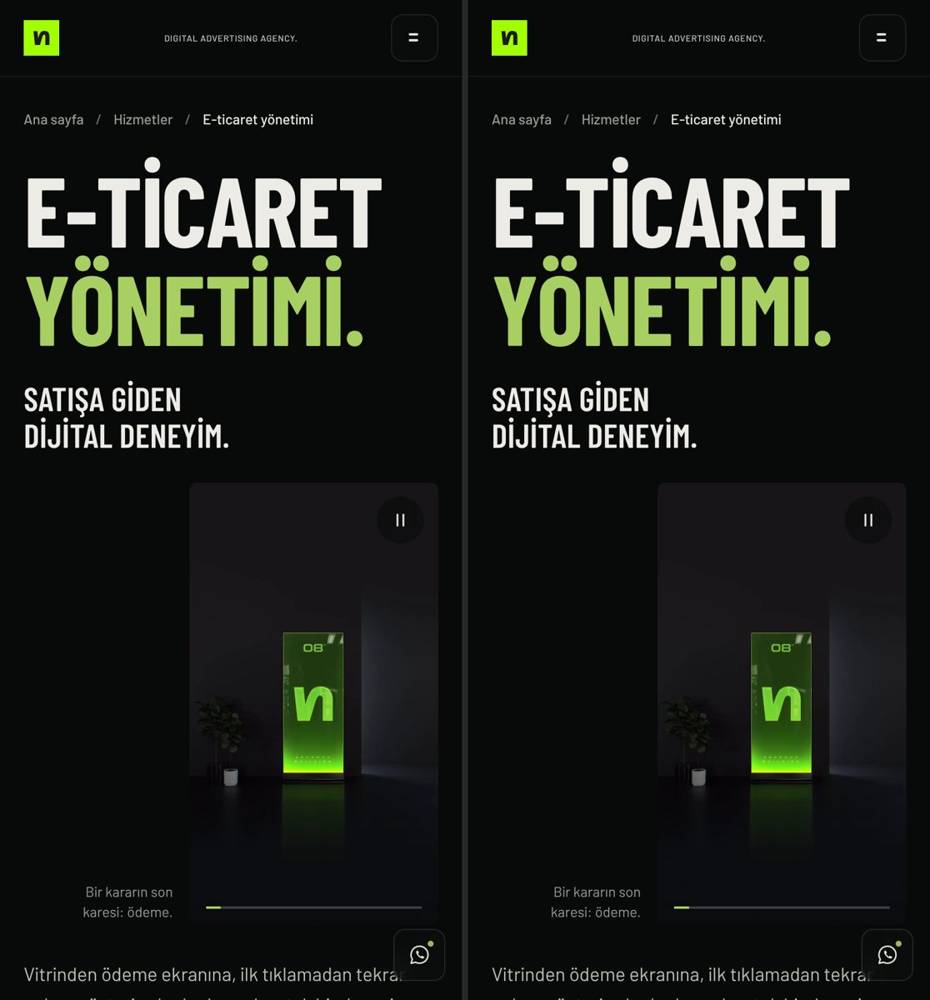 n
DIGITAL ADVERTISING AGENCY.
Ana sayfa / Hizmetler / E-ticaret yönetimi
E-TİCARET
YÖNETİMİ.
SATIŞA GİDEN
DİJİTAL DENEYİM.
08
n
Bir kararın son
karesi: ödeme.
Vitrinden ödeme ekranına, ilk tıklamadan tekrar
n
DIGITAL ADVERTISING AGENCY.
Ana sayfa / Hizmetler / E-ticaret yönetimi
E-TİCARET
YÖNETİMİ.
SATIŞA GİDEN
DİJİTAL DENEYİM.
08
n
Bir kararın son
karesi: ödeme.
Vitrinden ödeme ekranına, ilk tıklamadan tekrar